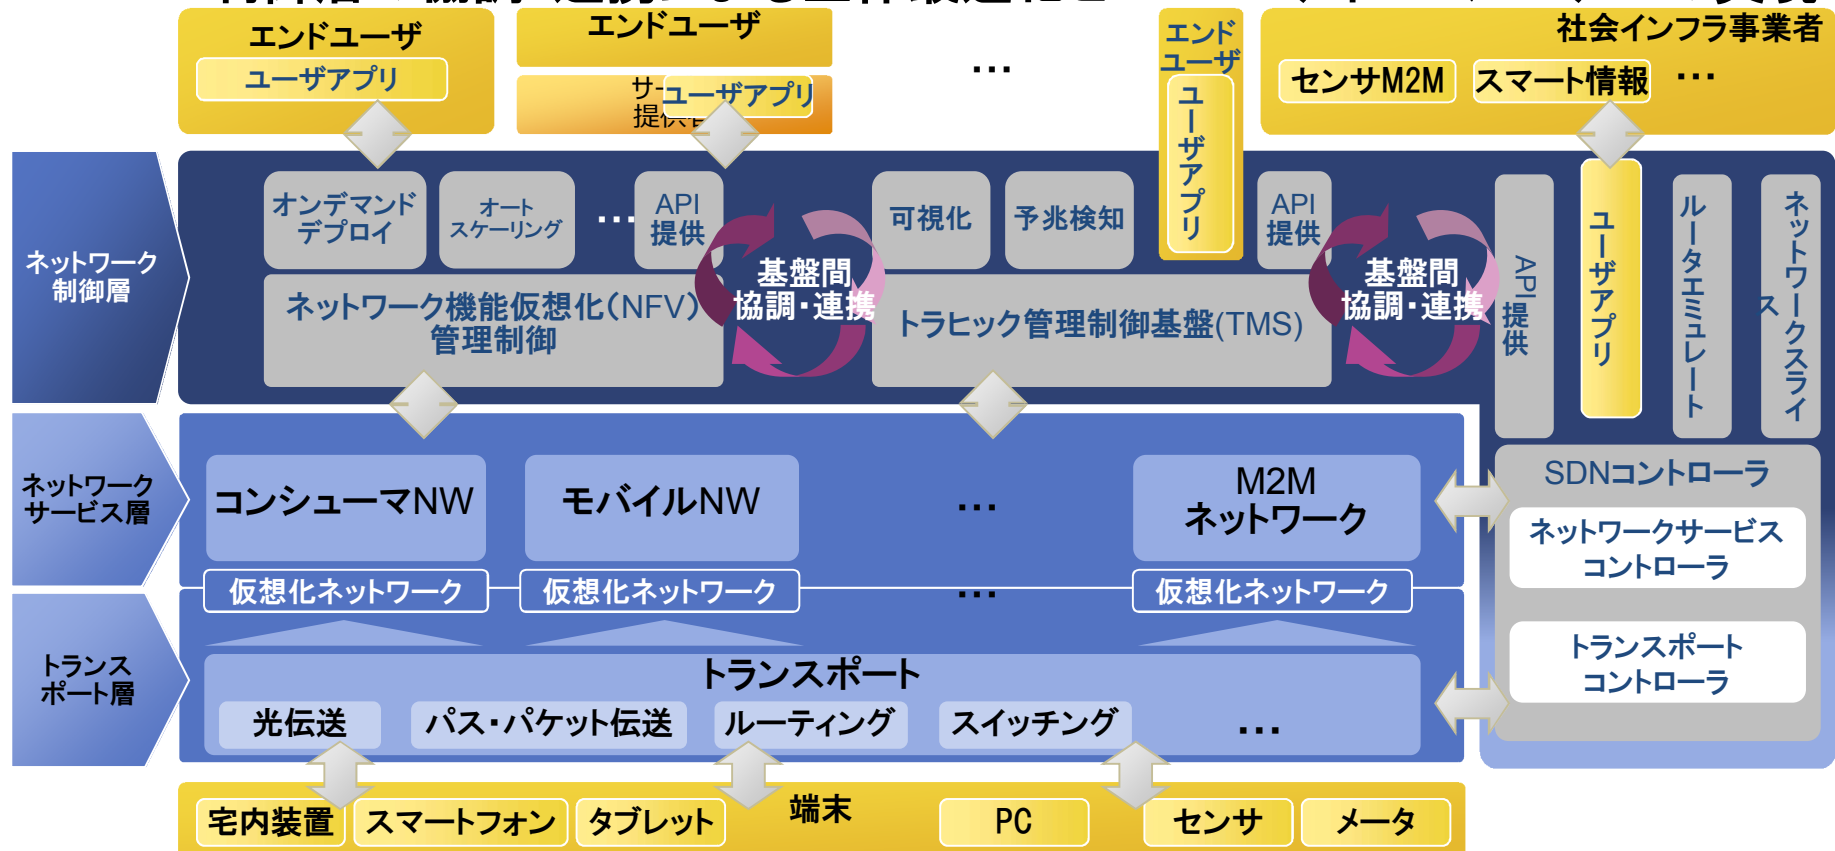 エンドユーザ
ユーザアプリ
エンドユーザ
ユーザアプリ
提供
…
エンド
ユーザ
ユーザアプリ
社会インフラ事業者
センサM2M
スマート情報
…
ネットワーク
制御層
オンデマンド
デプロイ
オート
スケーリング
…
API
提供
ネットワーク機能仮想化(NFV)
管理制御
基盤間
協調・連携
可視化
予兆検知
API
提供
トラヒック管理制御基盤(TMS)
基盤間
協調・連携
API
提供
ユーザアプリ
ルータエミュレート
ネットワークスライ
ス
ネットワーク
サービス層
コンシューマNW
モバイルNW
…
M2M
ネットワーク
SDNコントローラ
ネットワークサービス
コントローラ
トランスポート
コントローラ
仮想化ネットワーク
仮想化ネットワーク
…
仮想化ネットワーク
トランス
ポート層
トランスポート
光伝送
パス・パケット伝送
ルーティング
スイッチング
…
端末
宅内装置
スマートフォン
タブレット
PC
センサ
メータ